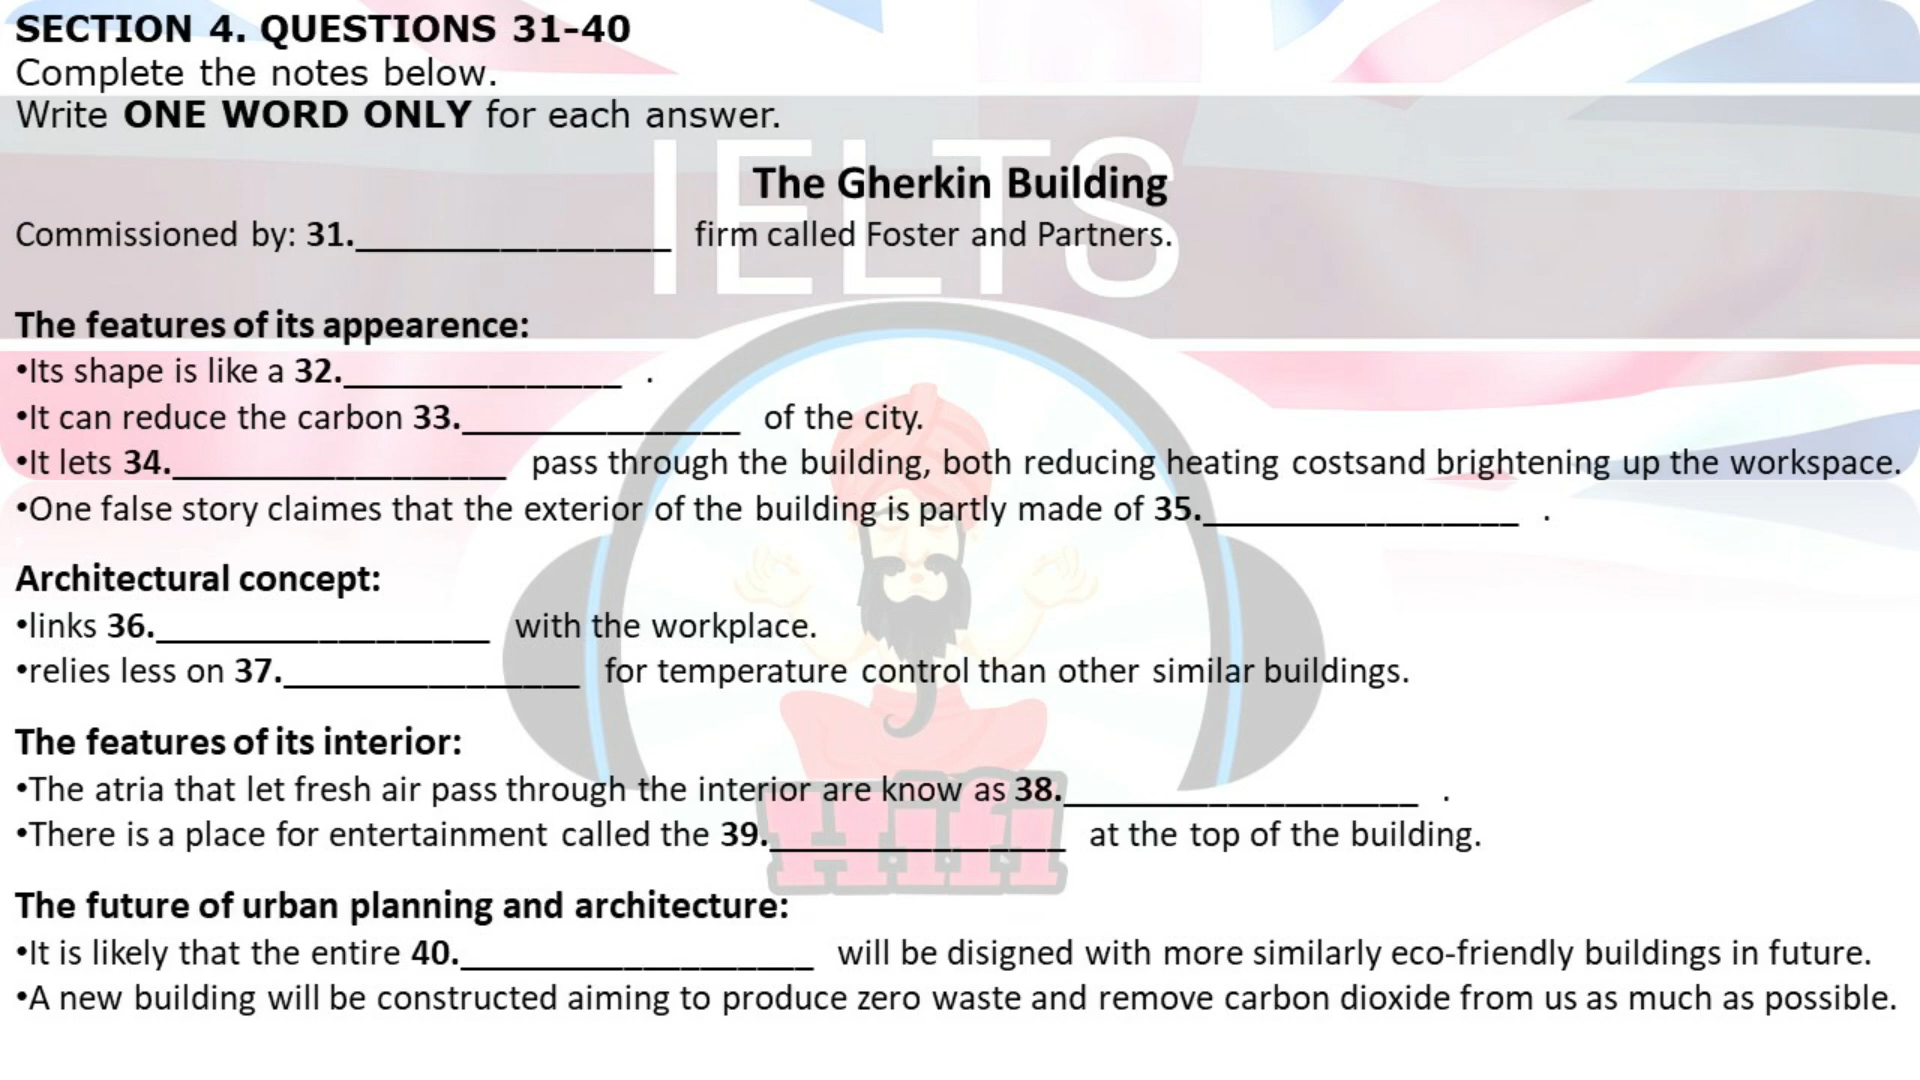 SECTION 4. QUESTIONS 31-40
Complete the notes below.
Write ONE WORD ONLY for each answer.
IELTS
The Gherkin Building
Commissioned by: 31.________________ firm called Foster and Partners.
The features of its appearence:
•Its shape is like a 32.______________ .
•It can reduce the carbon 33.______________ of the city.
•It lets 34.________________ pass through the building, both reducing heating costsand brightening up the workspace.
•One false story claims that the exterior of the building is partly made of 35.________________ .
Architectural concept:
•links 36.________________ with the workplace.
•relies less on 37.______________ for temperature control than other similar buildings.
The features of its interior:
•The atria that let fresh air pass through the interior are know as 38.________________ .
•There is a place for entertainment called the 39.______________ at the top of the building.
Hifi
The future of urban planning and architecture:
•It is likely that the entire 40.________________ will be disigned with more similarly eco-friendly buildings in future.
•A new building will be constructed aiming to produce zero waste and remove carbon dioxide from us as much as possible.